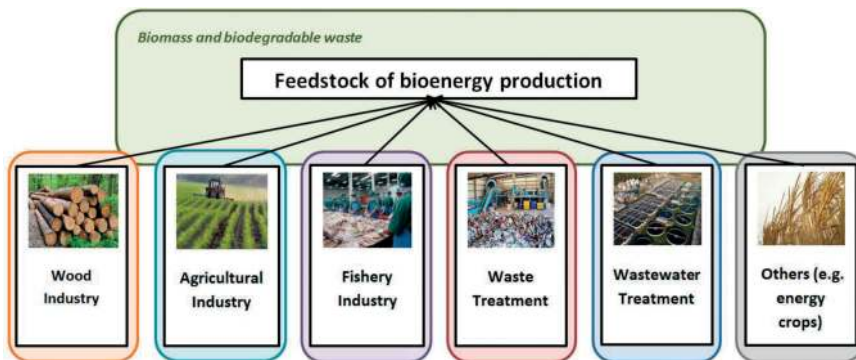 Biomass and biodegradable waste
Feedstock of bioenergy production
Wood
Industry
Agricultural
Industry
Fishery
Industry
Waste
Treatment
Wastewater
Treatment
Others (e.g.
energy
crops)